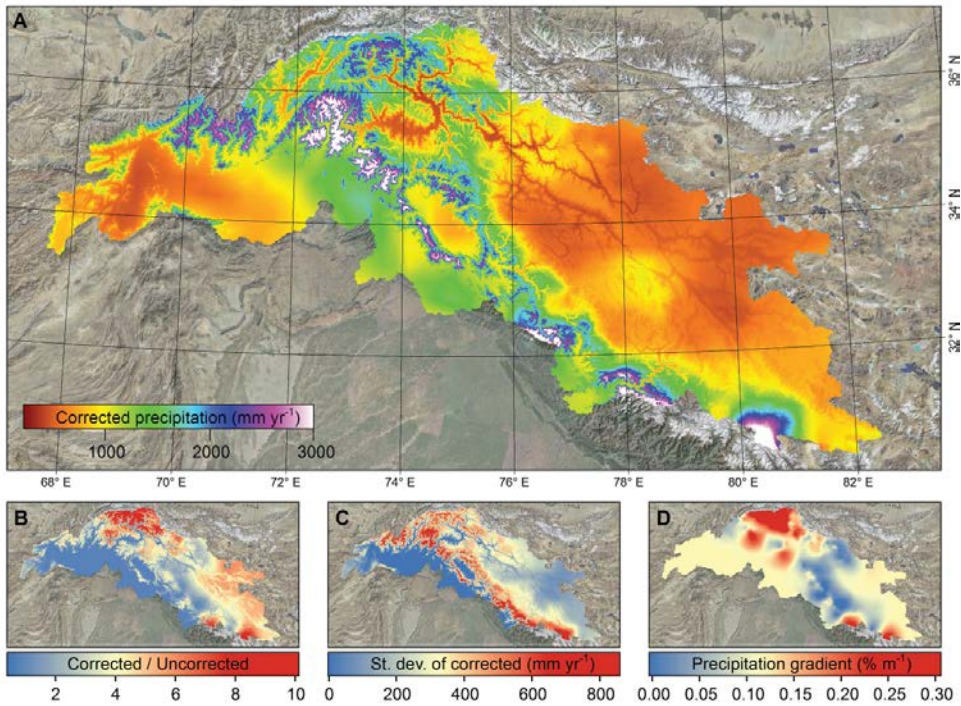 A
36° N
34° N
32° N
Corrected precipitation (mm yr⁻¹)
1000 2000 3000
68° E 70° E 72° E 74° E 76° E 78° E 80° E 82° E
B
Corrected / Uncorrected
2 4 6 8 10
C
St. dev. of corrected (mm yr⁻¹)
0 200 400 600 800
D
Precipitation gradient (% m⁻¹)
0.00 0.05 0.10 0.15 0.20 0.25 0.30